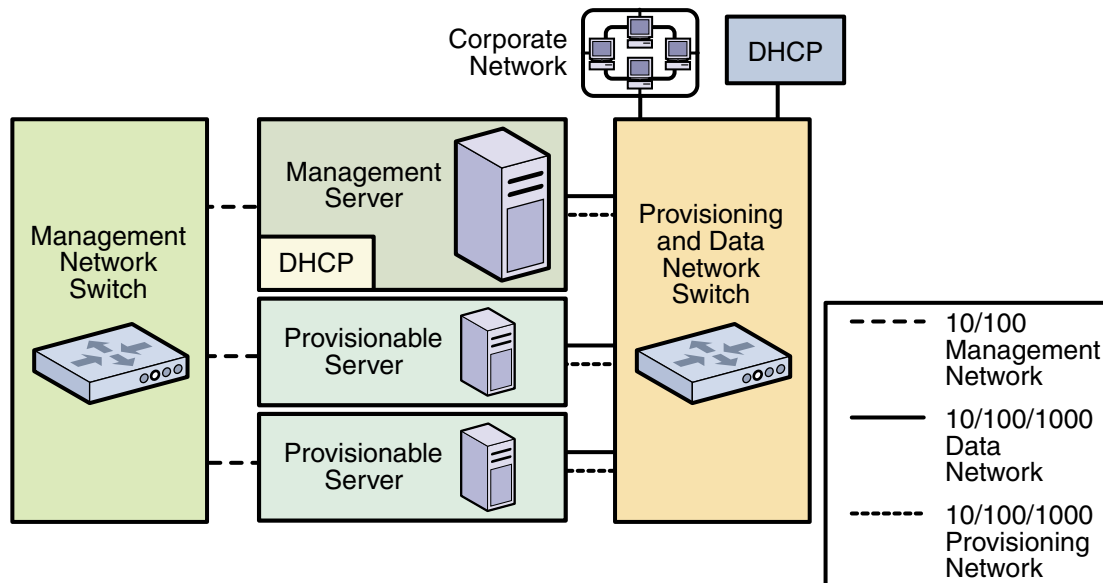 Corporate
Network
DHCP
Management
Network
Switch
Management
Server
DHCP
Provisionable
Server
Provisionable
Server
Provisioning
and Data
Network
Switch
10/100
Management
Network
10/100/1000
Data
Network
10/100/1000
Provisioning
Network